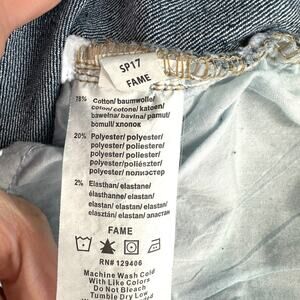 SP17
FAME
78% Cotton/baumwolle/
coton/cotone/katoen/
bawełna/bavlna/pamut/
bomull/хлопок
20% Polyester/polyester/
polyester/poliestere/
polyester/poliester/
polyester/poliészter/
polyester/полиэстер
2% Elasthan/elastane/
élasthanne/elastan/
elastan/elastan/elastan/
elasztán/elastan/эластан
FAME
RN# 129406
Machine Wash Cold
With Like Colors
Do Not Bleach
Tumble Dry Low